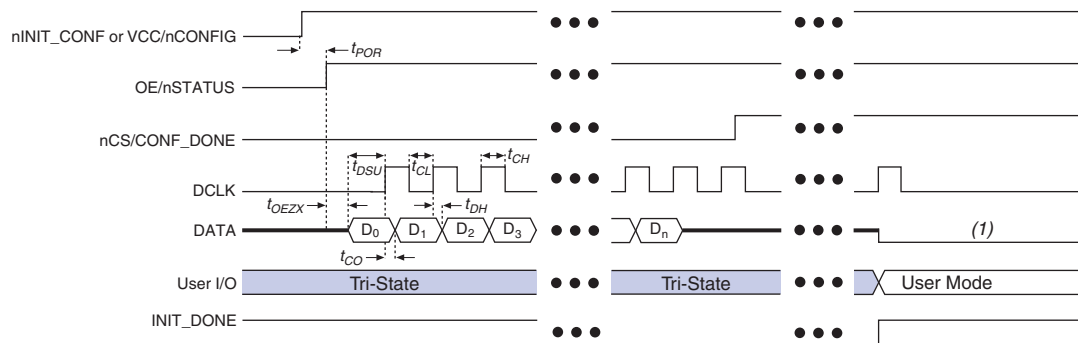 nINIT_CONF or VCC/nCONFIG
tPOR
OE/nSTATUS
nCS/CONF_DONE
tDSU tCL tCH
DCLK
tOEZX tDH
DATA D0 D1 D2 D3 Dn (1)
tCO
User I/O Tri-State Tri-State User Mode
INIT_DONE